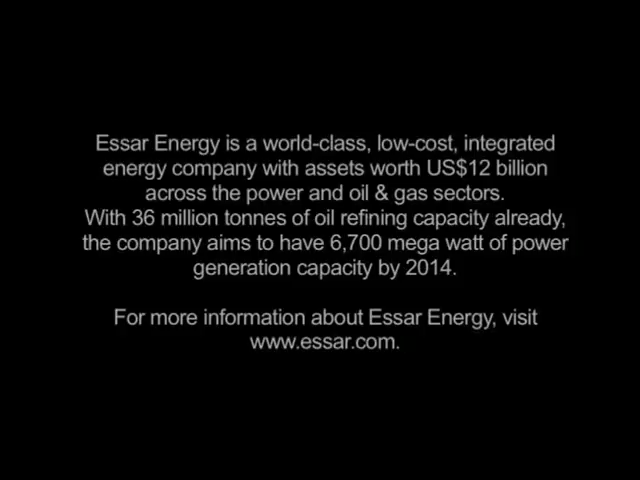 Essar Energy is a world-class, low-cost, integrated
energy company with assets worth US$12 billion
across the power and oil & gas sectors.
With 36 million tonnes of oil refining capacity already,
the company aims to have 6,700 mega watt of power
generation capacity by 2014.
For more information about Essar Energy, visit
www.essar.com.